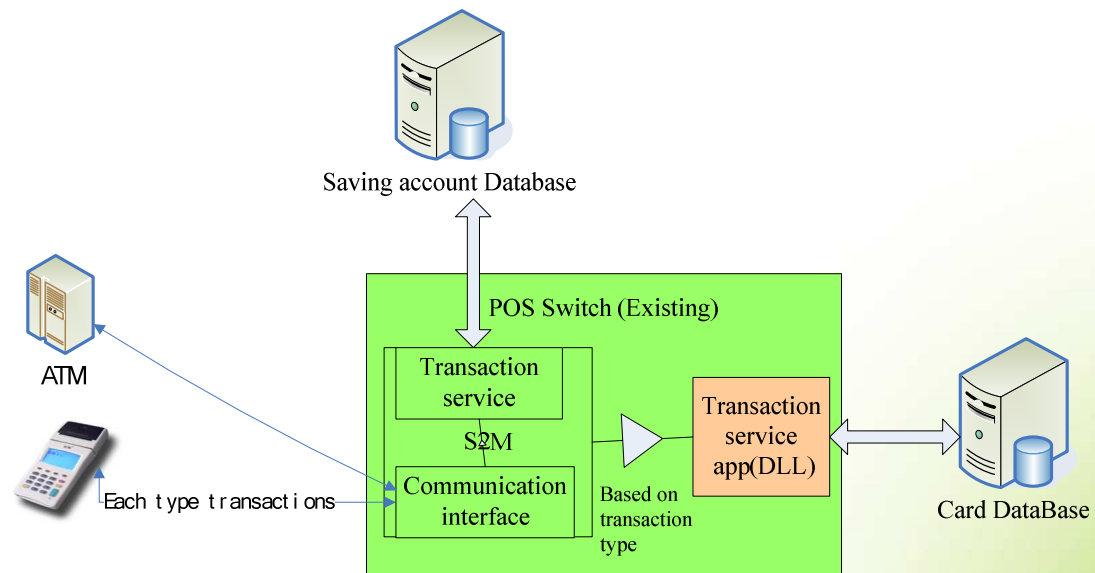 Saving account Database
POS Switch (Existing)
Transaction
service
S2M
Communication
interface
ATM
Each type transactions
Based on
transaction
type
Transaction
service
app(DLL)
Card DataBase